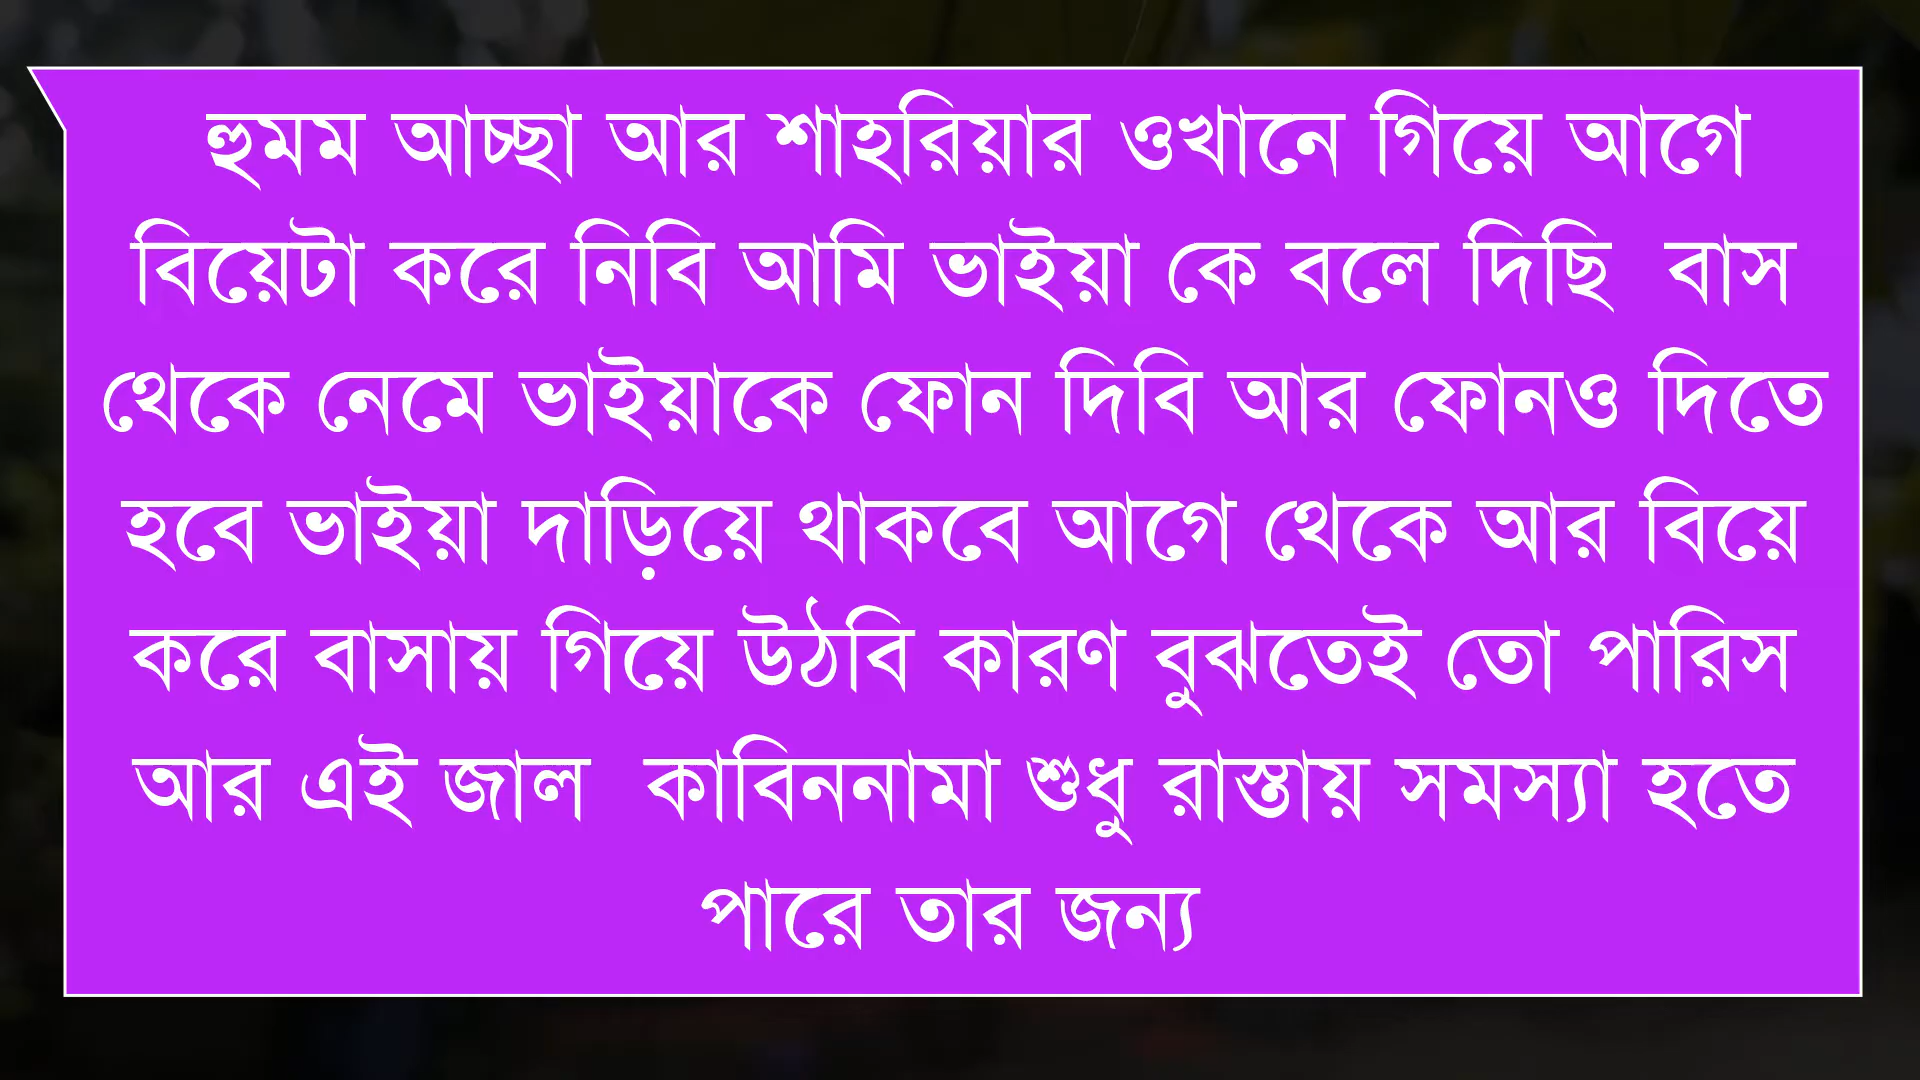 হুমম আচ্ছা আর শাহরিয়ার ওখানে গিয়ে আগে
বিয়েটা করে নিবি আমি ভাইয়া কে বলে দিছি  বাস
থেকে নেমে ভাইয়াকে ফোন দিবি আর ফোনও দিতে
হবে ভাইয়া দাড়িয়ে থাকবে আগে থেকে আর বিয়ে
করে বাসায় গিয়ে উঠবি কারণ বুঝতেই তো পারিস
আর এই জাল  কাবিননামা শুধু রাস্তায় সমস্যা হতে
পারে তার জন্য